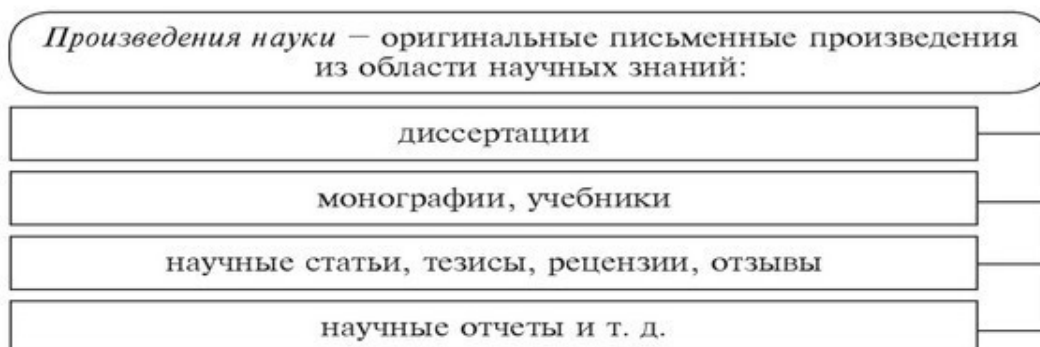 Произведения науки – оригинальные письменные произведения
из области научных знаний:
диссертации
монографии, учебники
научные статьи, тезисы, рецензии, отзывы
научные отчеты и т. д.